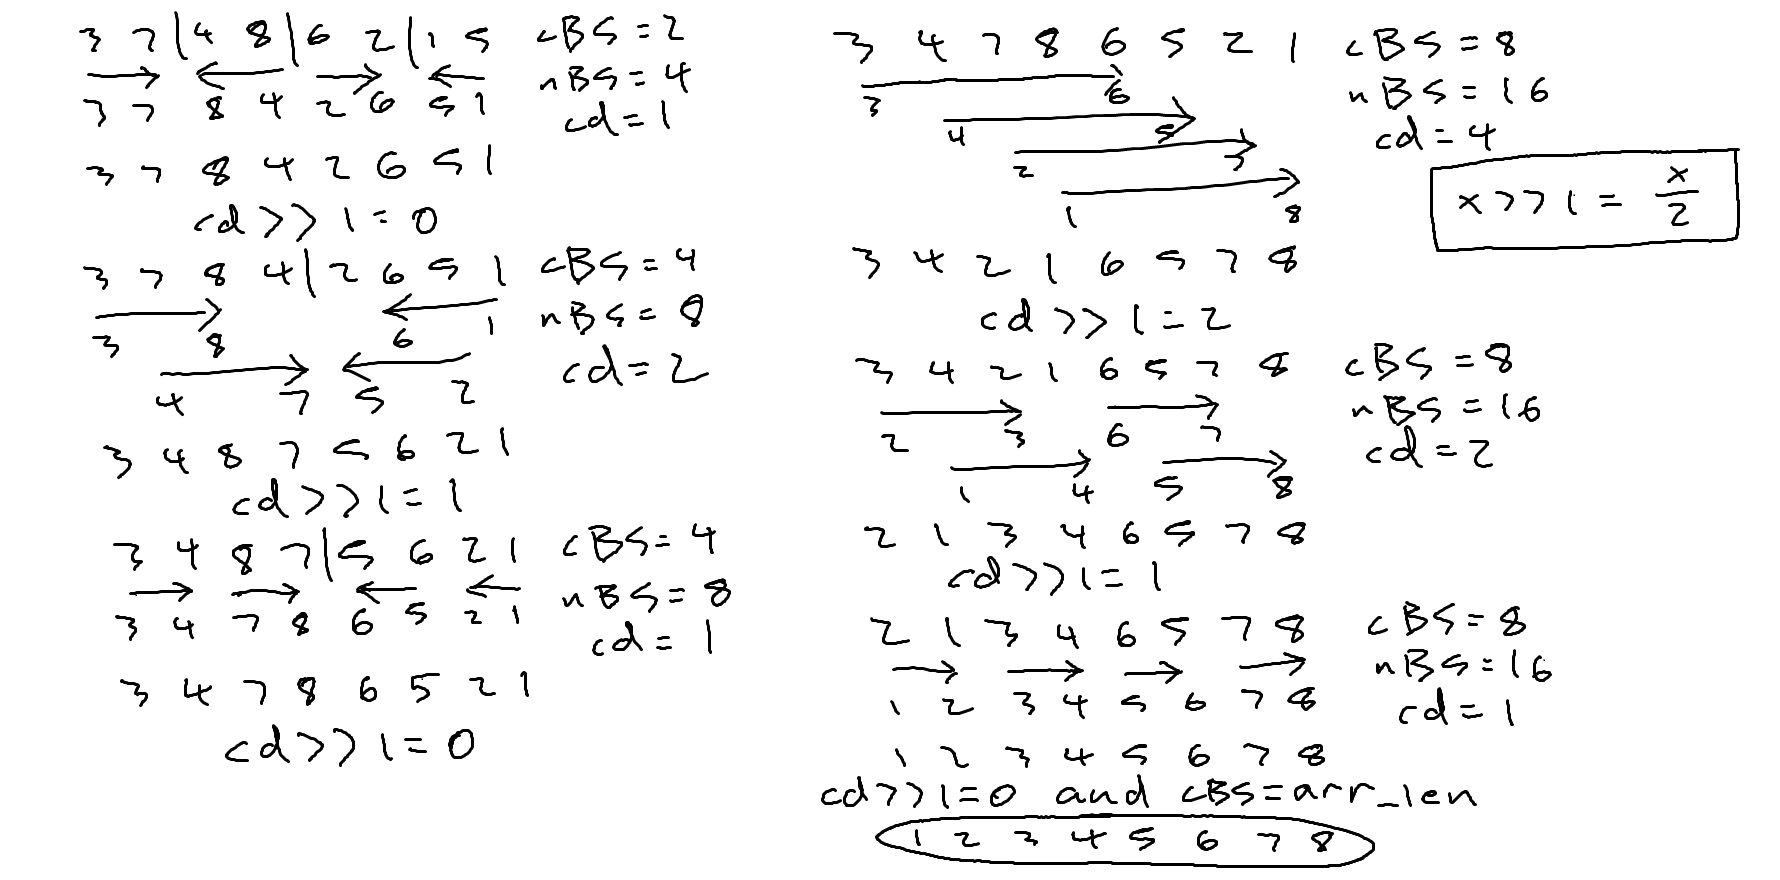 3 7 | 4 8 | 6 2 | 1 5 cBS = 2
nBS = 4
3 7 8 4 2 6 5 1 cd = 1
3 7 8 4 2 6 5 1
cd >> 1 = 0
3 7 8 4 | 2 6 5 1 cBS = 4
nBS = 8
3 8 6 1
cd = 2
4 7 5 2
3 4 8 7 5 6 2 1
cd >> 1 = 1
3 4 8 7 | 5 6 2 1 cBS = 4
nBS = 8
3 4 7 8 6 5 2 1
cd = 1
3 4 7 8 6 5 2 1
cd >> 1 = 0
3 4 7 8 6 5 2 1 cBS = 8
nBS = 16
3 6
cd = 4
4 5
2 7
1 8
x >> 1 = x/2
3 4 2 1 6 5 7 8
cd >> 1 = 2
3 4 2 1 6 5 7 8 cBS = 8
nBS = 16
2 3 6 7
cd = 2
1 4 5 8
2 1 3 4 6 5 7 8
cd >> 1 = 1
2 1 3 4 6 5 7 8 cBS = 8
nBS = 16
1 2 3 4 5 6 7 8 cd = 1
1 2 3 4 5 6 7 8
cd >> 1 = 0 and cBS = arr_len
1 2 3 4 5 6 7 8